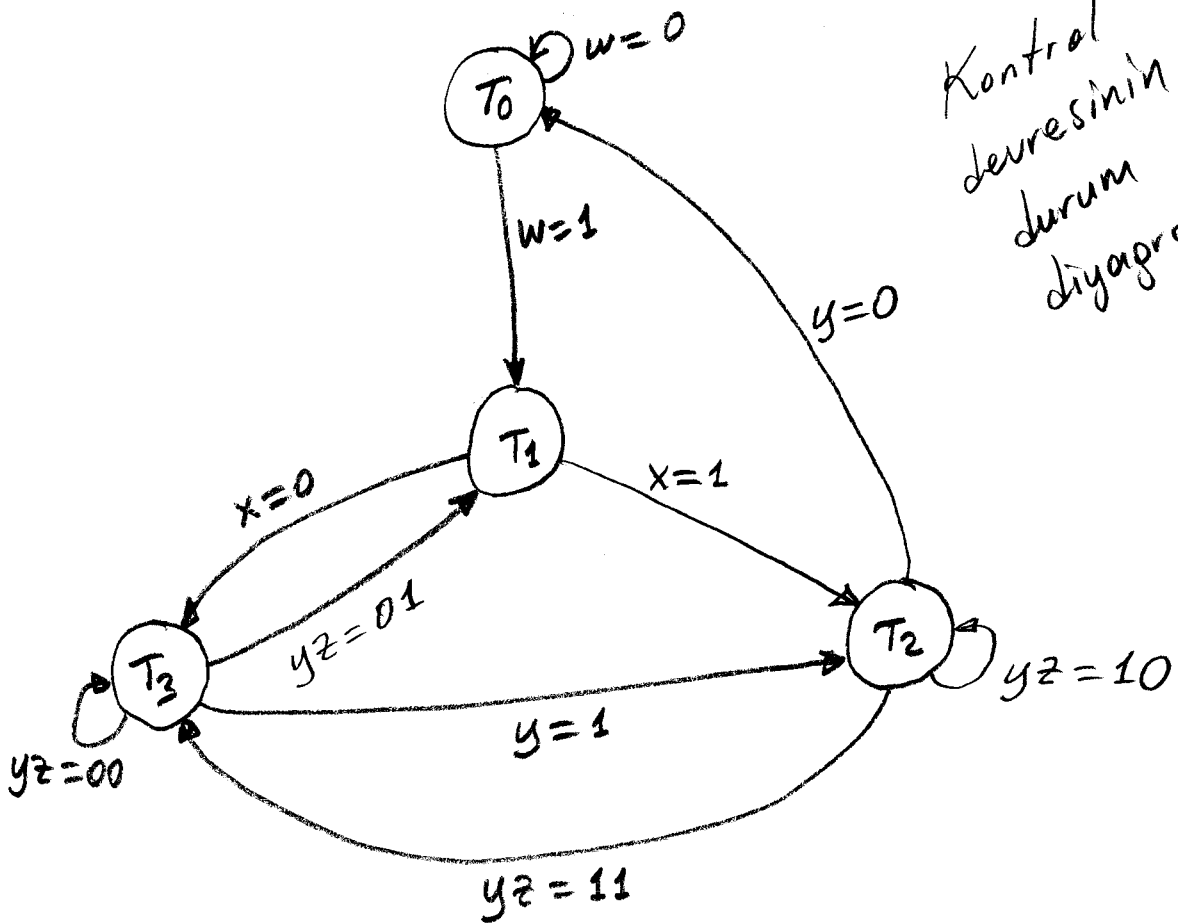 w=0
T0
Kontrol
devresinin
durum
w=1
y=0
T1
x=0
x=1
yz=01
T2
T3
yz=10
y=1
yz=00
yz=11